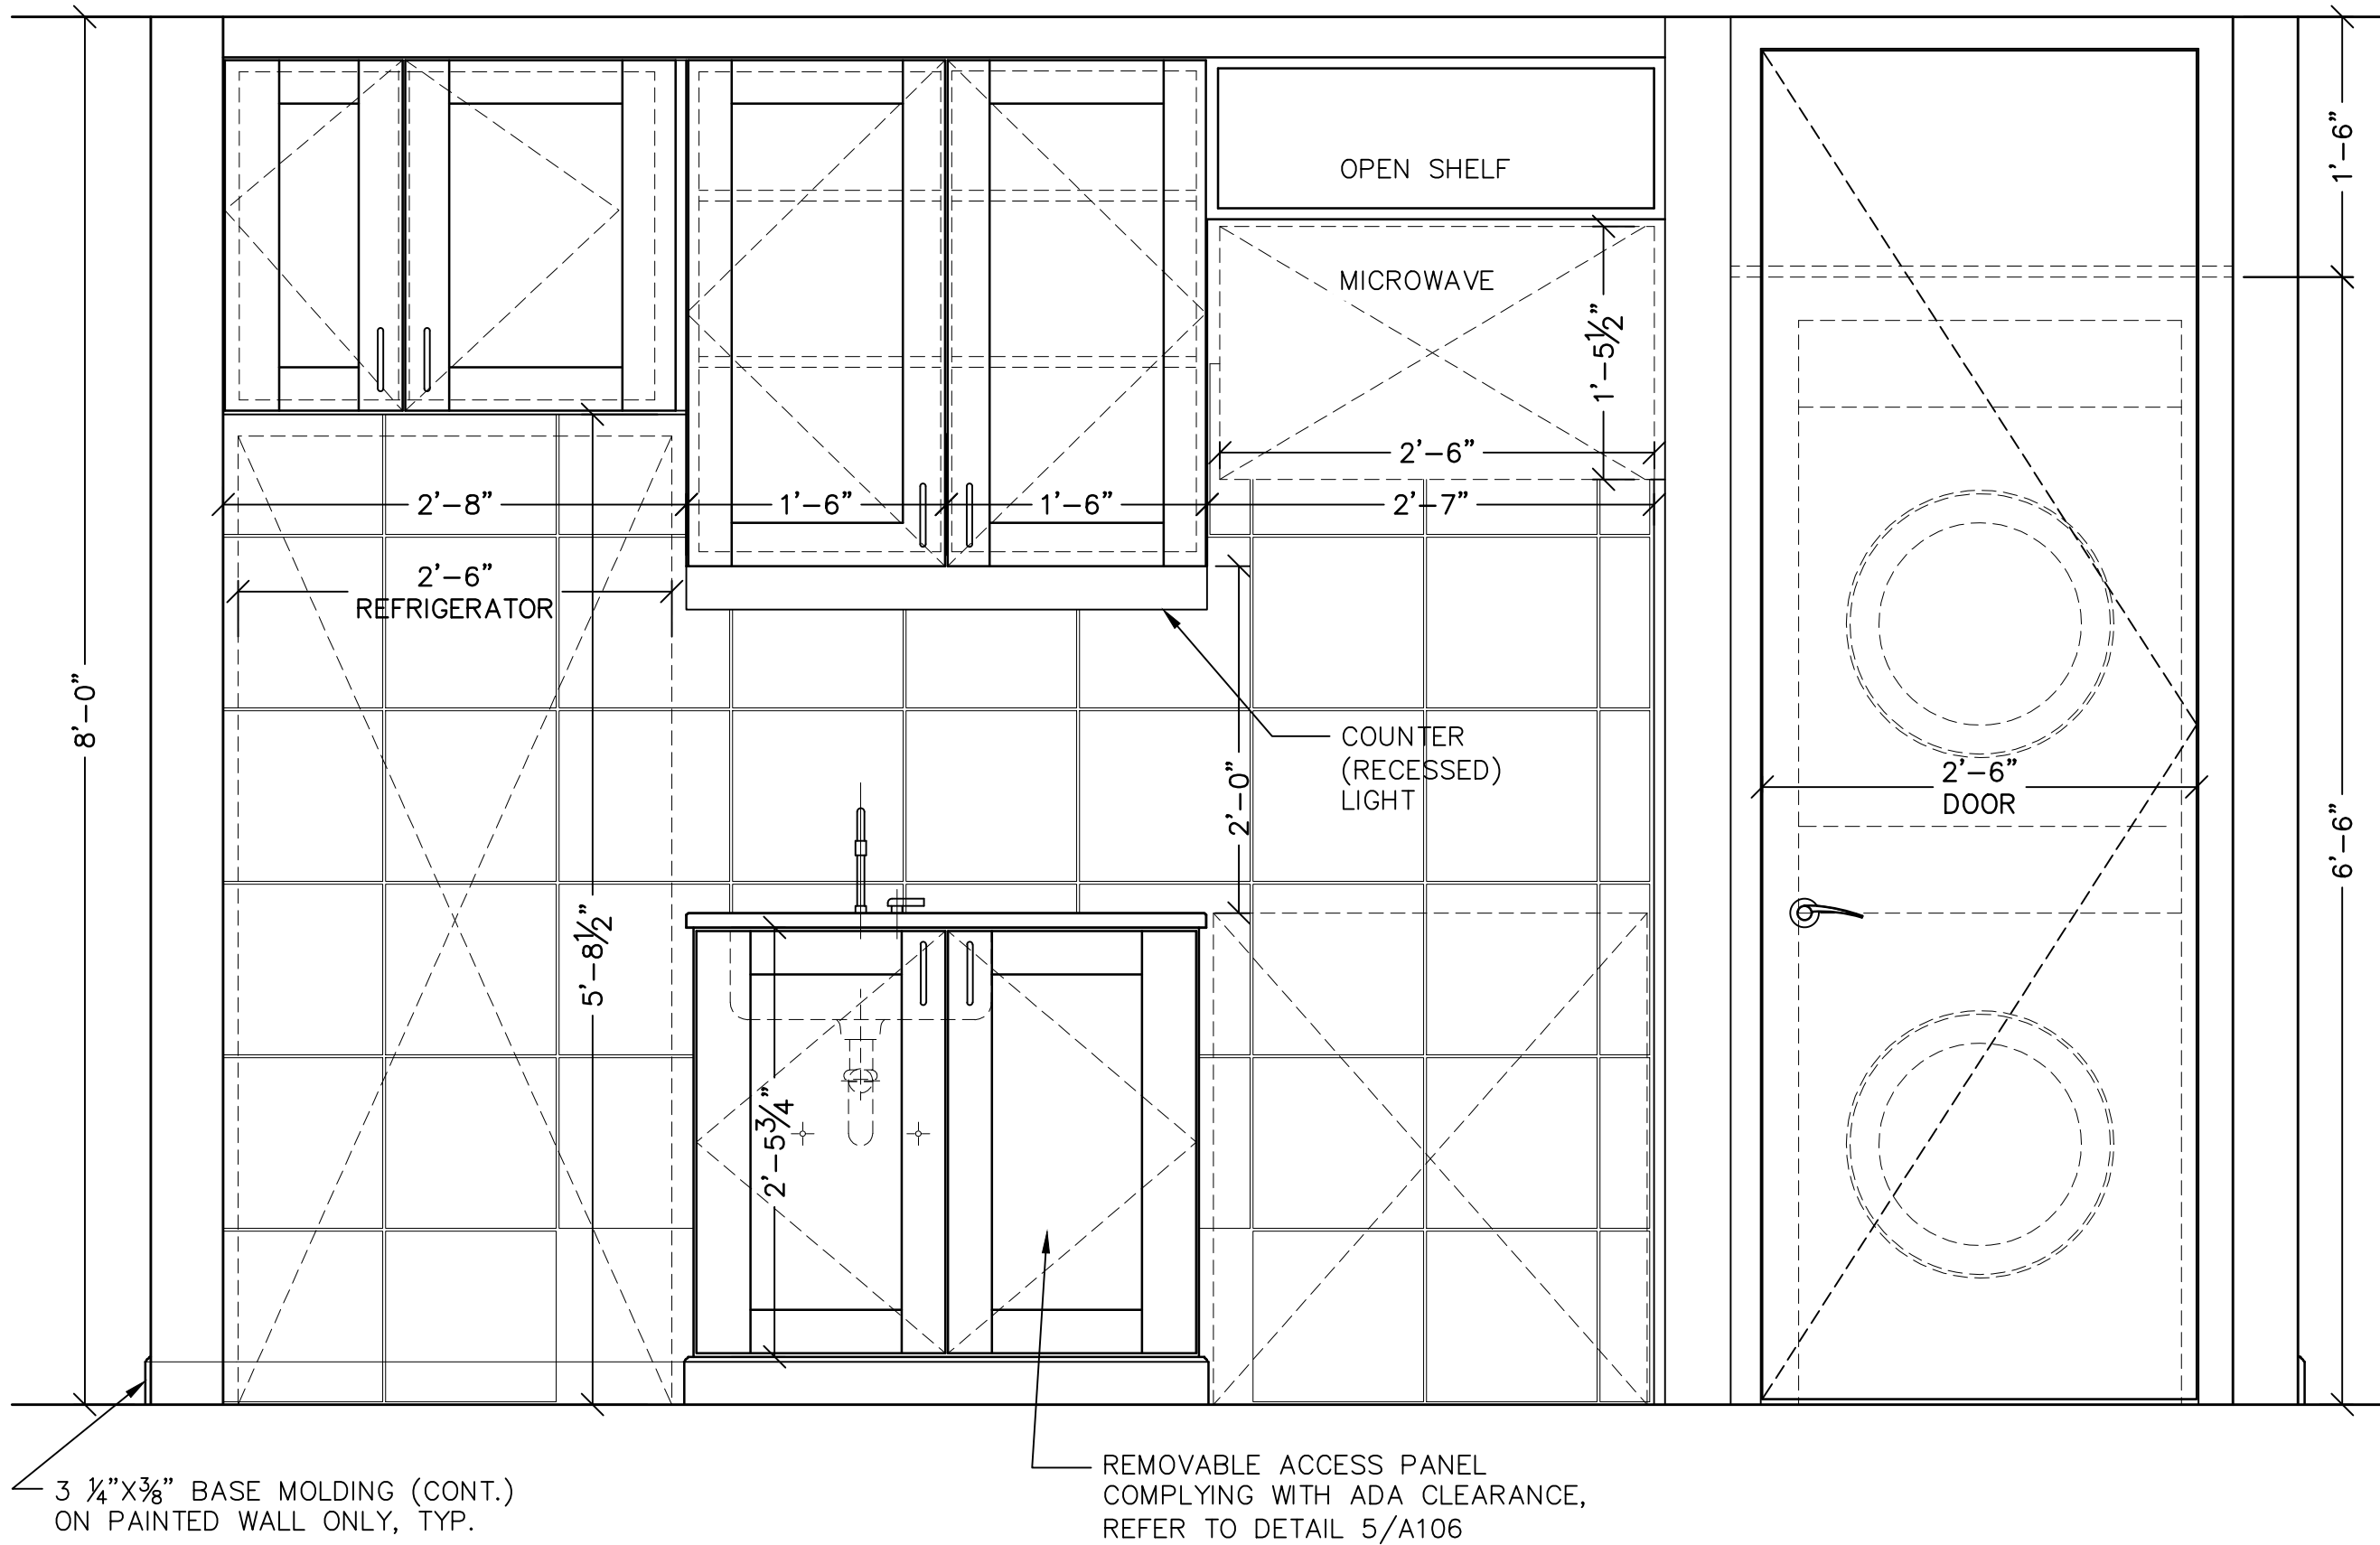 OPEN SHELF
1'-6"
MICROWAVE
1'-5½"
2'-6"
2'-8"
1'-6"
1'-6"
2'-7"
2'-6"
REFRIGERATOR
8'-0"
COUNTER
(RECESSED)
LIGHT
2'-0"
2'-6"
DOOR
6'-6"
5'-8½"
2'-5¾"
3 ¼"X⅜" BASE MOLDING (CONT.)
ON PAINTED WALL ONLY, TYP.
REMOVABLE ACCESS PANEL
COMPLYING WITH ADA CLEARANCE,
REFER TO DETAIL 5/A106